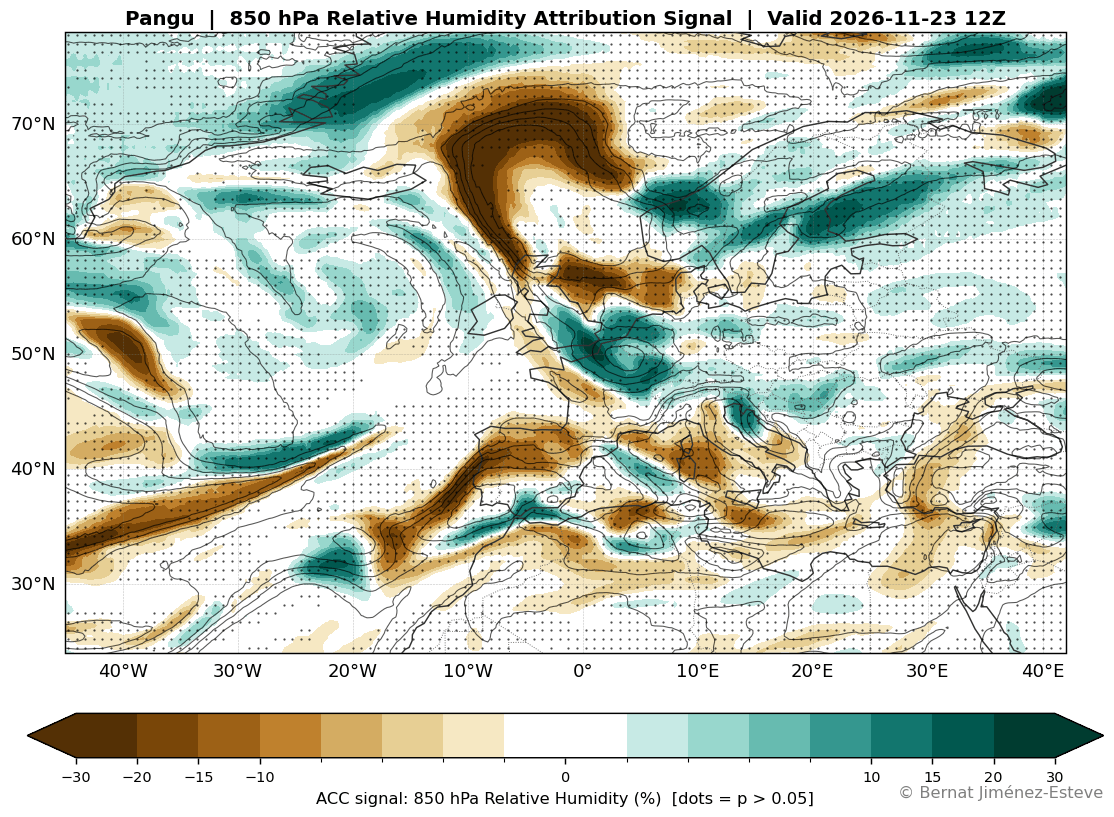 Pangu | 850 hPa Relative Humidity Attribution Signal | Valid 2026-11-23 12Z
70°N
60°N
50°N
40°N
30°N
40°W 30°W 20°W 10°W 0° 10°E 20°E 30°E 40°E
−30 −20 −15 −10 0 10 15 20 30
ACC signal: 850 hPa Relative Humidity (%) [dots = p > 0.05]
© Bernat Jiménez-Esteve